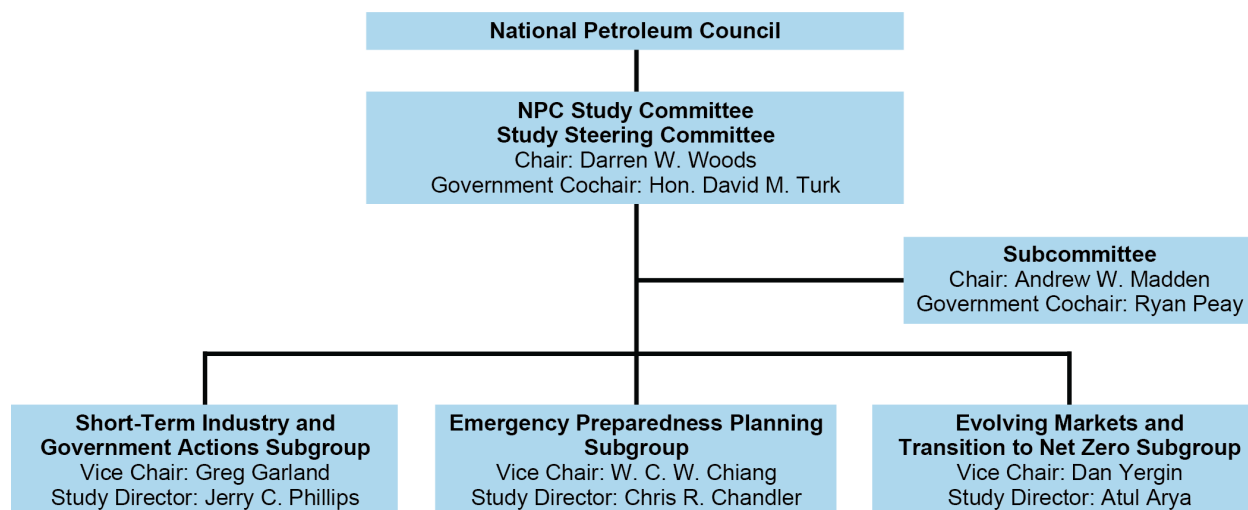 National Petroleum Council
NPC Study Committee
Study Steering Committee
Chair: Darren W. Woods
Government Cochair: Hon. David M. Turk
Subcommittee
Chair: Andrew W. Madden
Government Cochair: Ryan Peay
Short-Term Industry and
Government Actions Subgroup
Vice Chair: Greg Garland
Study Director: Jerry C. Phillips
Emergency Preparedness Planning
Subgroup
Vice Chair: W. C. W. Chiang
Study Director: Chris R. Chandler
Evolving Markets and
Transition to Net Zero Subgroup
Vice Chair: Dan Yergin
Study Director: Atul Arya